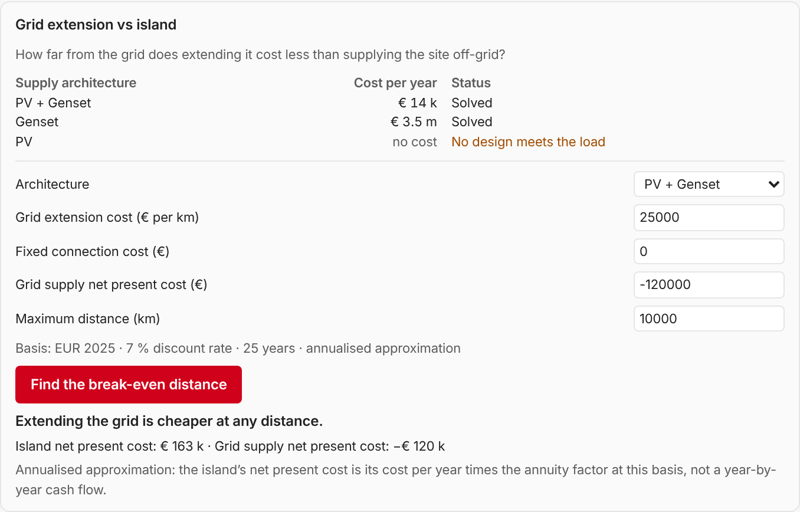 Grid extension vs island
How far from the grid does extending it cost less than supplying the site off-grid?
Supply architecture Cost per year Status
PV + Genset € 14 k Solved
Genset € 3.5 m Solved
PV no cost No design meets the load
Architecture PV + Genset
Grid extension cost (€ per km) 25000
Fixed connection cost (€) 0
Grid supply net present cost (€) -120000
Maximum distance (km) 10000
Basis: EUR 2025 · 7 % discount rate · 25 years · annualised approximation
Find the break-even distance
Extending the grid is cheaper at any distance.
Island net present cost: € 163 k · Grid supply net present cost: −€ 120 k
Annualised approximation: the island’s net present cost is its cost per year times the annuity factor at this basis, not a year-by-
year cash flow.